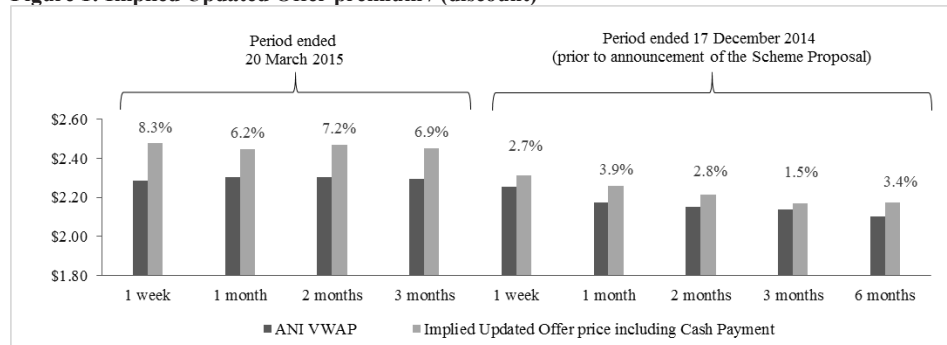 Figure 1: Implied Updated Offer premium / (discount)
Period ended
20 March 2015
Period ended 17 December 2014
(prior to announcement of the Scheme Proposal)
$2.60
$2.40
$2.20
$2.00
$1.80
8.3%
6.2%
7.2%
6.9%
2.7%
3.9%
2.8%
1.5%
3.4%
1 week
1 month
2 months
3 months
1 week
1 month
2 months
3 months
6 months
ANI VWAP
Implied Updated Offer price including Cash Payment